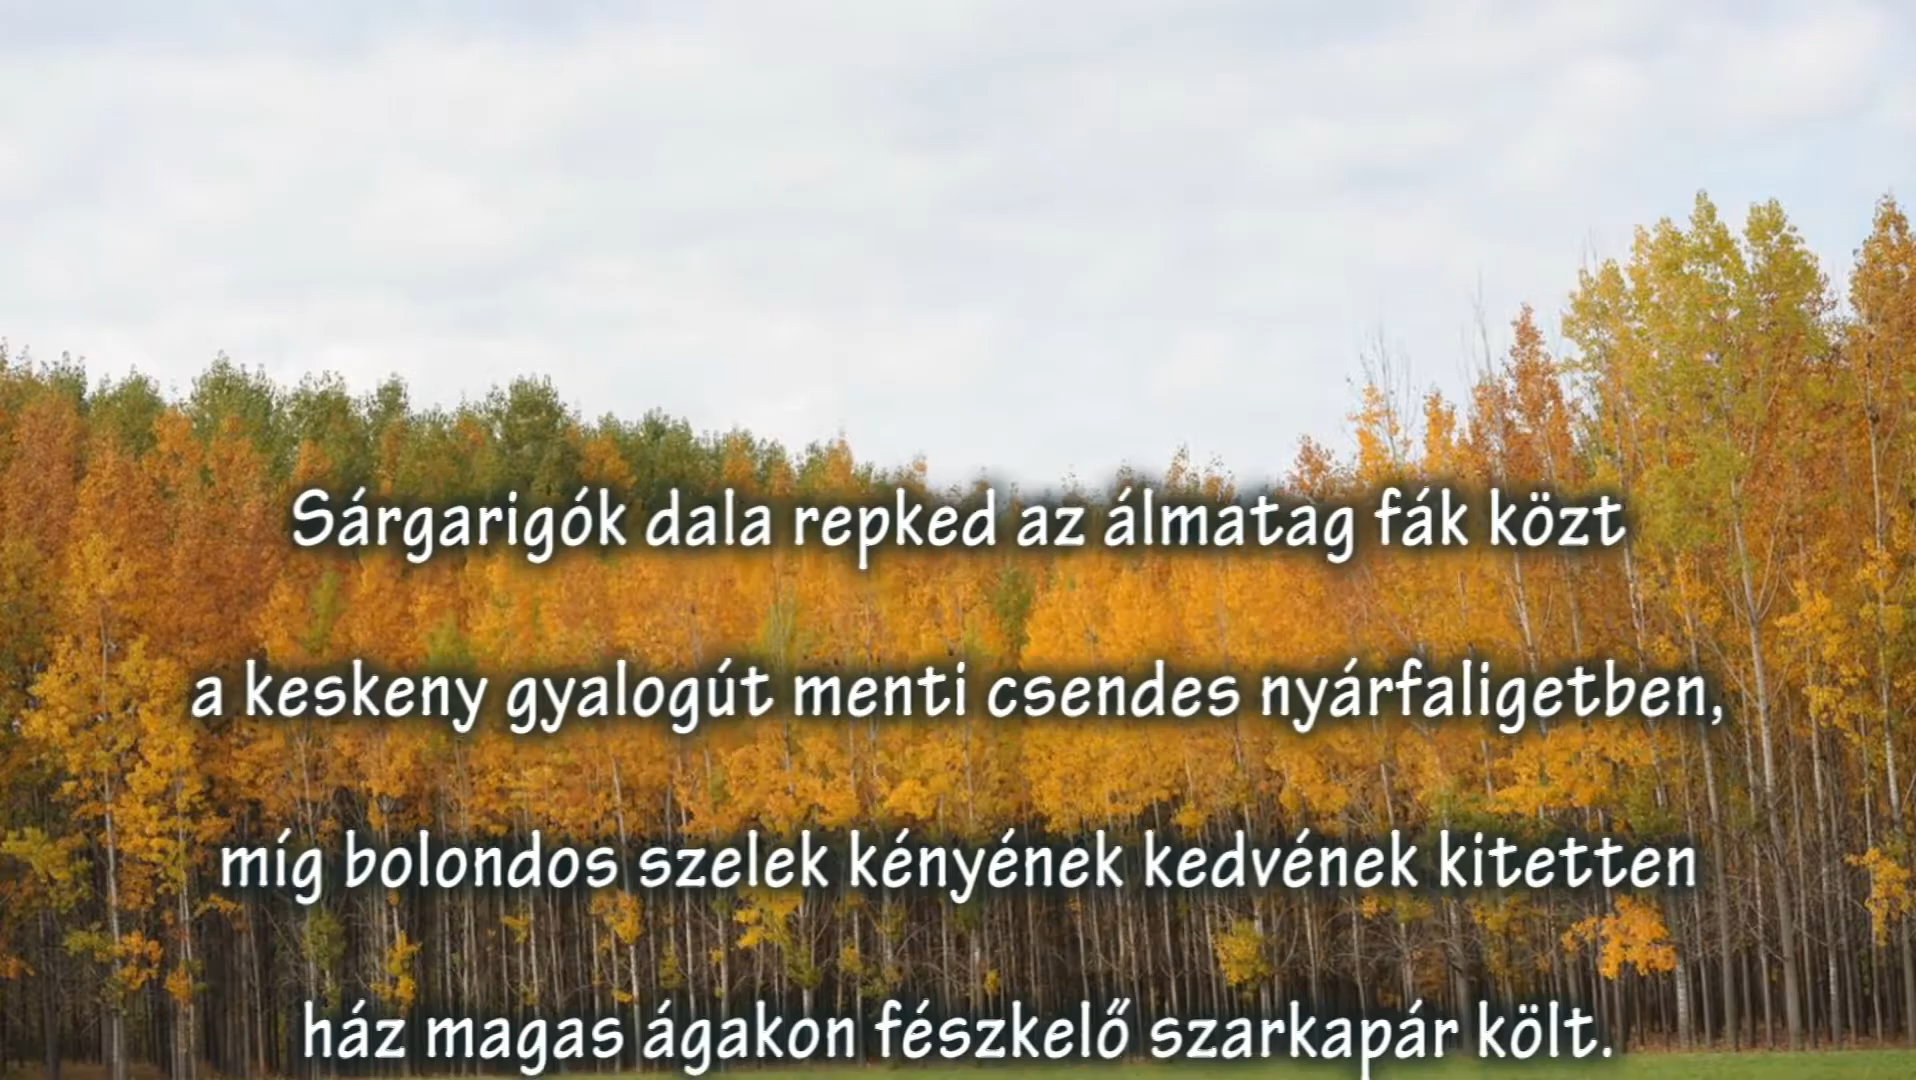 Sárgarigók dala repked az álmatag fák közt
a keskeny gyalogút menti csendes nyárfaligetben,
míg bolondos szelek kényének kedvének kitetten
ház magas ágakon fészkelő szarkapár költ.